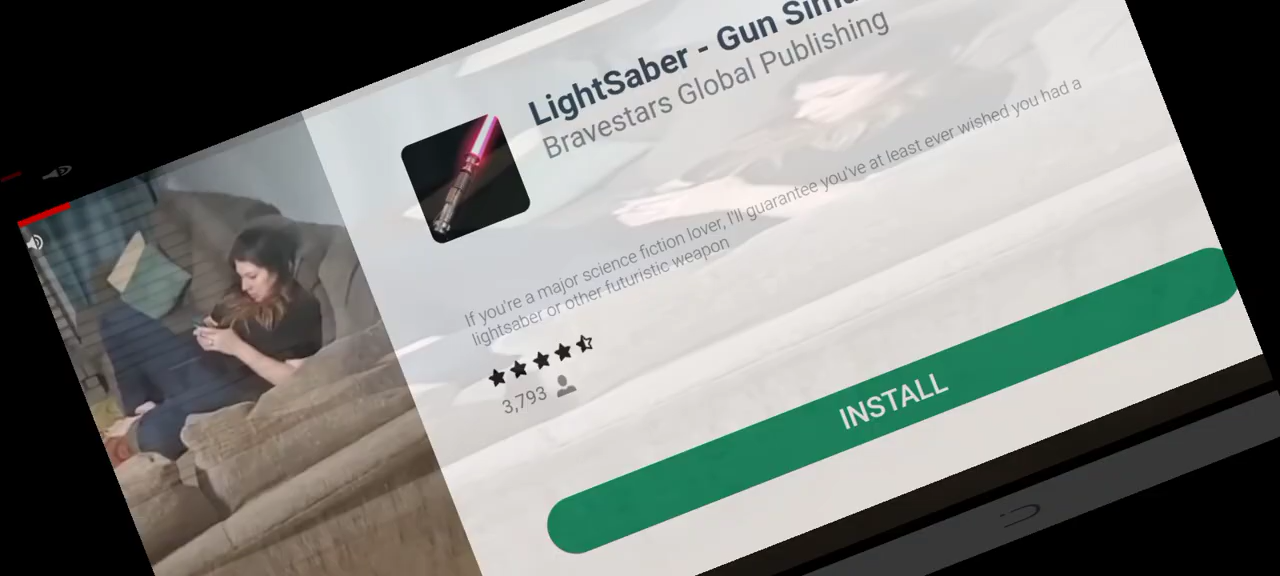 LightSaber - Gun
Bravestars Global Publishing
If you're a major science fiction lover, I'll guarantee you've at least ever wished you had a
lightsaber or other futuristic weapon
3,793
INSTALL